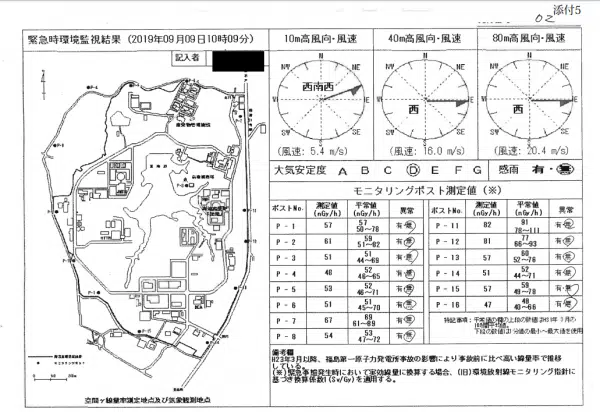 添付5
02
緊急時環境監視結果 (2019年09月09日10時09分)
記入者
10m高風向・風速
40m高風向・風速
80m高風向・風速
N
NW
NE
W
E
SW
SE
S
西南西
西
西
(風速: 5.4 m/s)
(風速: 16.0 m/s)
(風速: 20.4 m/s)
大気安定度 A B C D E F G
感雨 有・無
モニタリングポスト測定値 (※)
ポストNo. 測定値(nGy/h) 平常値(nGy/h) 異常
P - 1 57 57 50~78 有・無
P - 2 61 59 51~82 有・無
P - 3 51 51 44~69 有・無
P - 4 48 52 46~65 有・無
P - 5 53 52 46~71 有・無
P - 6 51 51 45~70 有・無
P - 7 67 69 61~89 有・無
P - 8 54 53 47~72 有・無
ポストNo. 測定値(nGy/h) 平常値(nGy/h) 異常
P - 11 82 91 78~111 有・無
P - 12 81 77 66~93 有・無
P - 13 57 60 52~76 有・無
P - 14 51 52 44~71 有・無
P - 15 57 59 49~78 有・無
P - 16 47 48 40~66 有・無
備考欄
H23年3月以降、福島第一原子力発電所事故の影響により事故前に比べ高い線量率で推移
している。
(※)緊急事態発生時において実効線量に換算する場合、(旧)環境放射線モニタリング指針に
基づき換算係数1(Sv/Gy)を適用する。
空間γ線量率測定地点及び気象観測地点